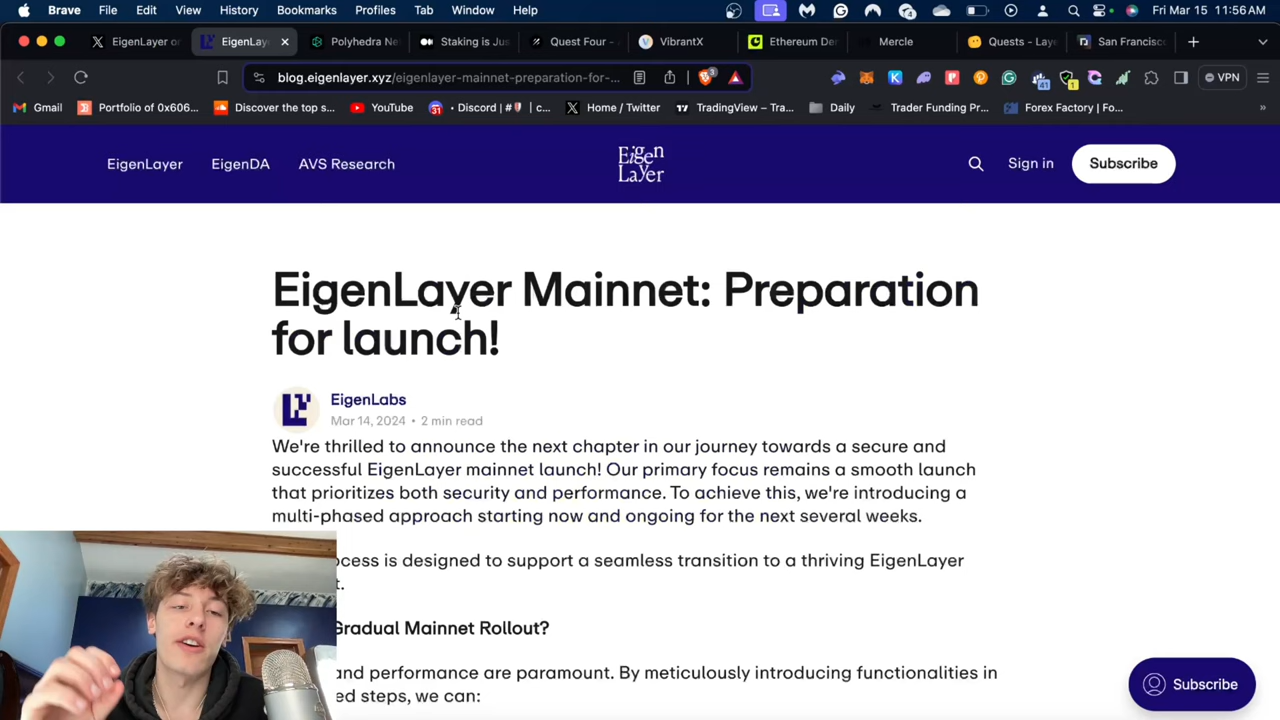 Brave File Edit View History Bookmarks Profiles Tab Window Help Fri Mar 15 11:56 AM
EigenLayer or EigenLay Polyhedra Ne Staking is Jus Quest Four - VibrantX Ethereum De Mercle Quests - Laye San Francisc
blog.eigenlayer.xyz/eigenlayer-mainnet-preparation-for-... VPN
Gmail Portfolio of 0x606... Discover the top s... YouTube • Discord | # | c... Home / Twitter TradingView – Tra... Daily Trader Funding Pr... Forex Factory | Fo... »
EigenLayer EigenDA AVS Research Eigen Layer Sign in Subscribe
EigenLayer Mainnet: Preparation
for launch!
EigenLabs
Mar 14, 2024 • 2 min read
We're thrilled to announce the next chapter in our journey towards a secure and
successful EigenLayer mainnet launch! Our primary focus remains a smooth launch
that prioritizes both security and performance. To achieve this, we're introducing a
multi-phased approach starting now and ongoing for the next several weeks.
ocess is designed to support a seamless transition to a thriving EigenLayer
t.
Gradual Mainnet Rollout?
and performance are paramount. By meticulously introducing functionalities in
ed steps, we can:
Subscribe